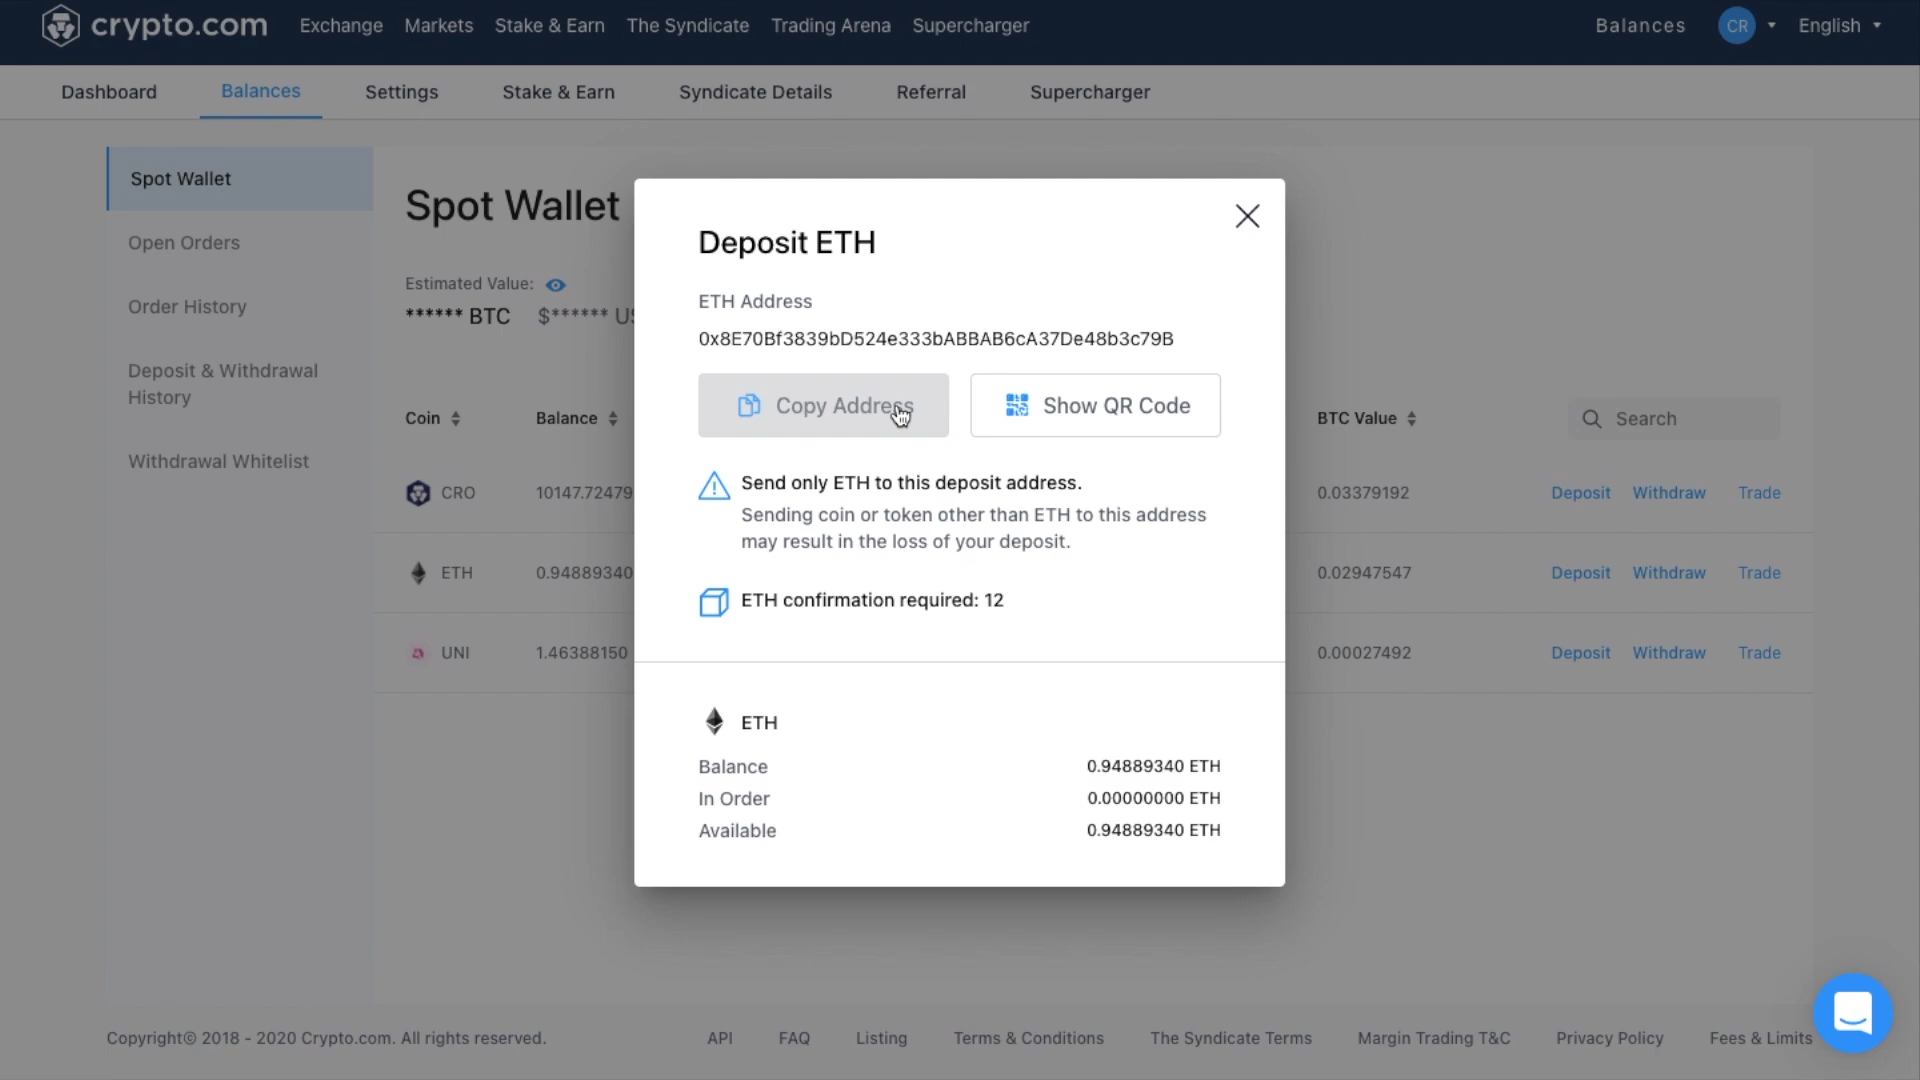 crypto.com Exchange Markets Stake & Earn The Syndicate Trading Arena Supercharger Balances CR English
Dashboard Balances Settings Stake & Earn Syndicate Details Referral Supercharger
Spot Wallet
Open Orders
Order History
Deposit & Withdrawal
History
Withdrawal Whitelist
Spot Wallet
Estimated Value:
****** BTC $****** US
Coin Balance BTC Value Search
CRO 10147.72479 0.03379192 Deposit Withdraw Trade
ETH 0.94889340 0.02947547 Deposit Withdraw Trade
UNI 1.46388150 0.00027492 Deposit Withdraw Trade
Deposit ETH
ETH Address
0x8E70Bf3839bD524e333bABBAB6cA37De48b3c79B
Copy Address Show QR Code
Send only ETH to this deposit address.
Sending coin or token other than ETH to this address
may result in the loss of your deposit.
ETH confirmation required: 12
ETH
Balance 0.94889340 ETH
In Order 0.00000000 ETH
Available 0.94889340 ETH
Copyright© 2018 - 2020 Crypto.com. All rights reserved. API FAQ Listing Terms & Conditions The Syndicate Terms Margin Trading T&C Privacy Policy Fees & Limits